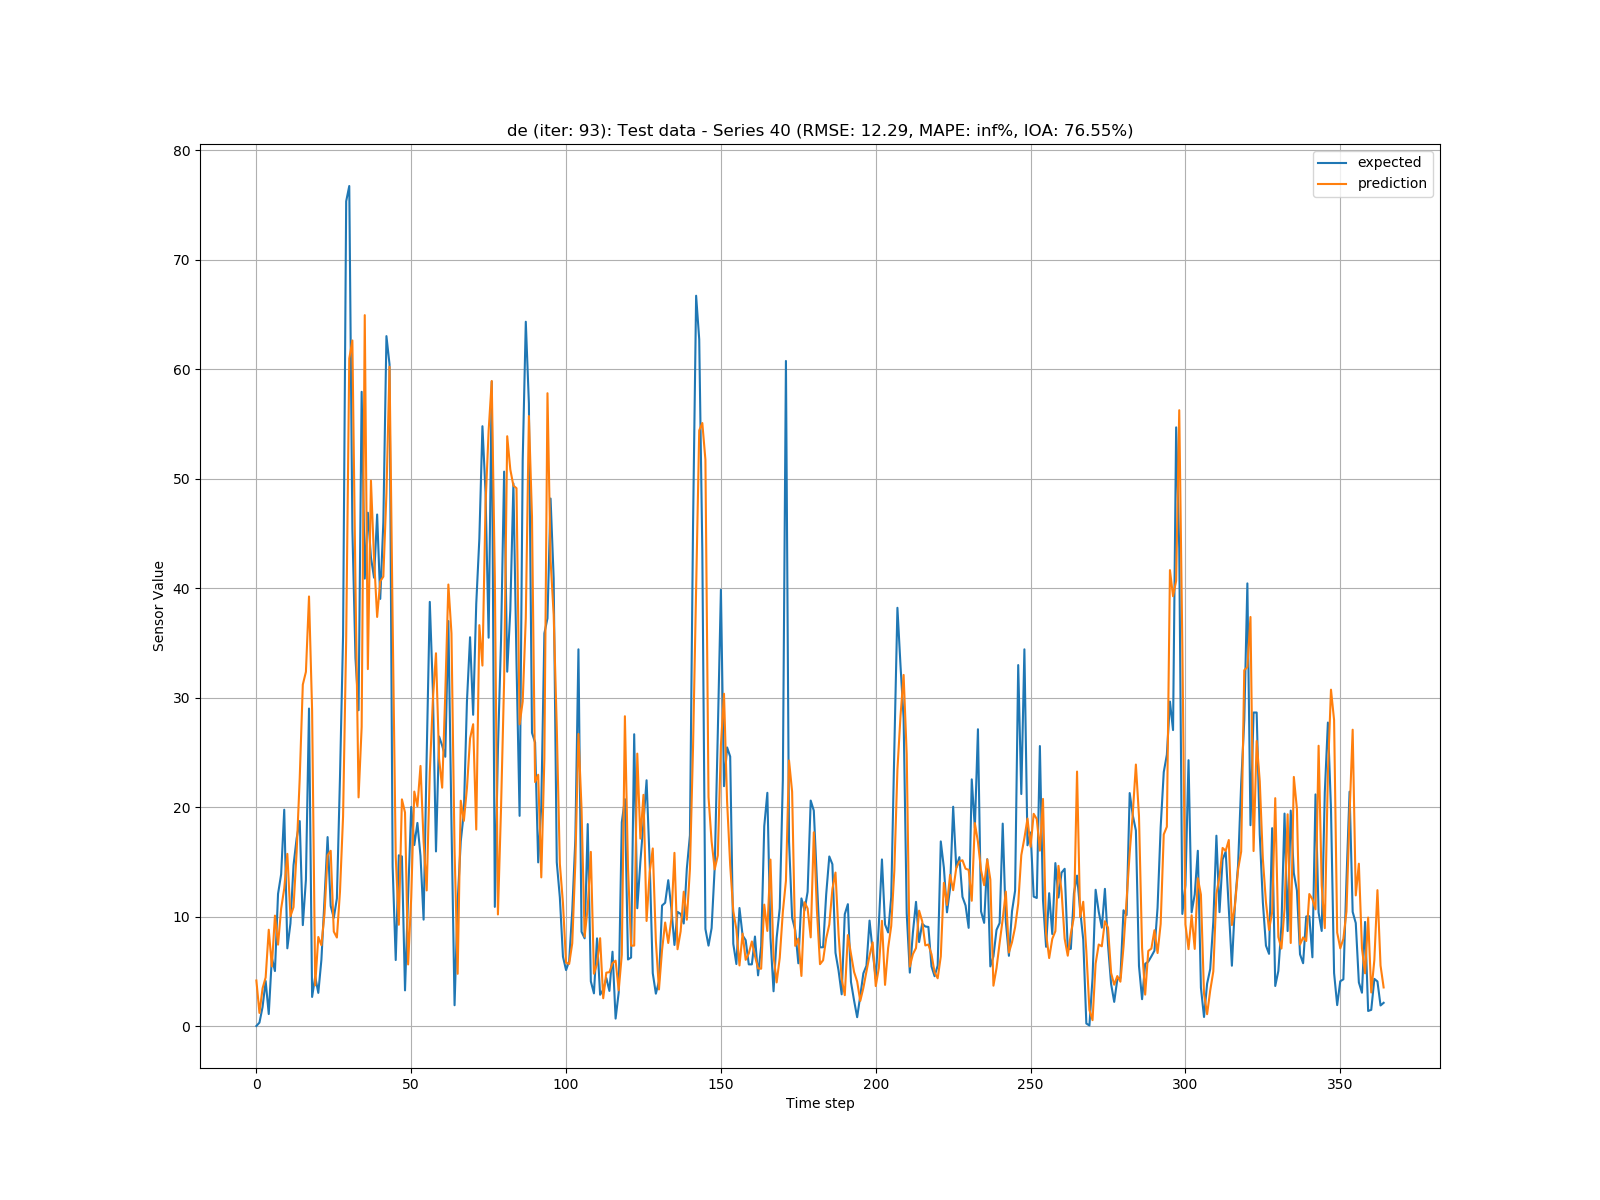 de (iter: 93): Test data - Series 40 (RMSE: 12.29, MAPE: inf%, IOA: 76.55%)
expected
prediction
80
70
60
50
40
30
20
10
0
Sensor Value
0 50 100 150 200 250 300 350
Time step